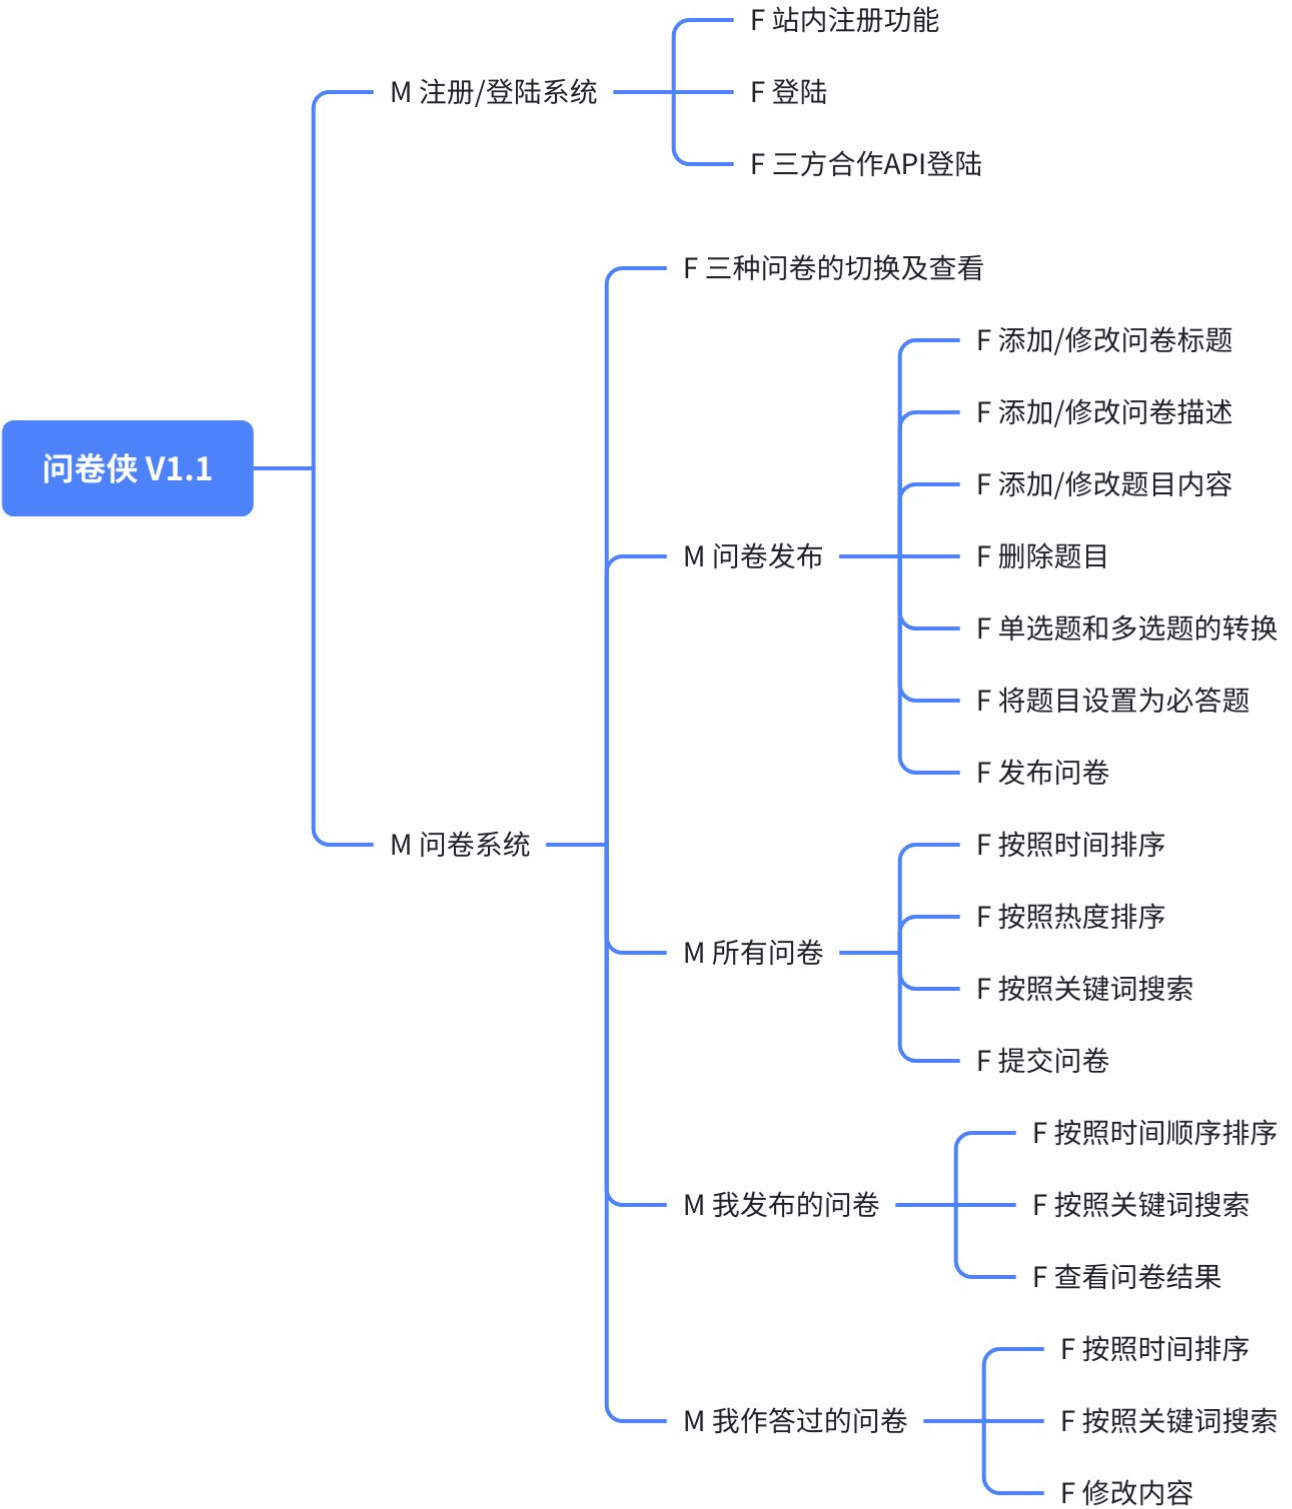 问卷侠 V1.1
M 注册/登陆系统
F 站内注册功能
F 登陆
F 三方合作API登陆
M 问卷系统
F 三种问卷的切换及查看
M 问卷发布
F 添加/修改问卷标题
F 添加/修改问卷描述
F 添加/修改题目内容
F 删除题目
F 单选题和多选题的转换
F 将题目设置为必答题
F 发布问卷
M 所有问卷
F 按照时间排序
F 按照热度排序
F 按照关键词搜索
F 提交问卷
M 我发布的问卷
F 按照时间顺序排序
F 按照关键词搜索
F 查看问卷结果
M 我作答过的问卷
F 按照时间排序
F 按照关键词搜索
F 修改内容